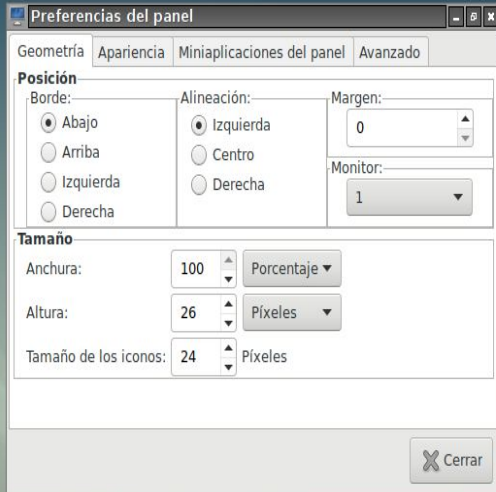 Preferencias del panel
Geometría Apariencia Miniaplicaciones del panel Avanzado
Posición
Borde:
Abajo
Arriba
Izquierda
Derecha
Alineación:
Izquierda
Centro
Derecha
Margen:
0
Monitor:
1
Tamaño
Anchura: 100 Porcentaje
Altura: 26 Píxeles
Tamaño de los iconos: 24 Píxeles
Cerrar